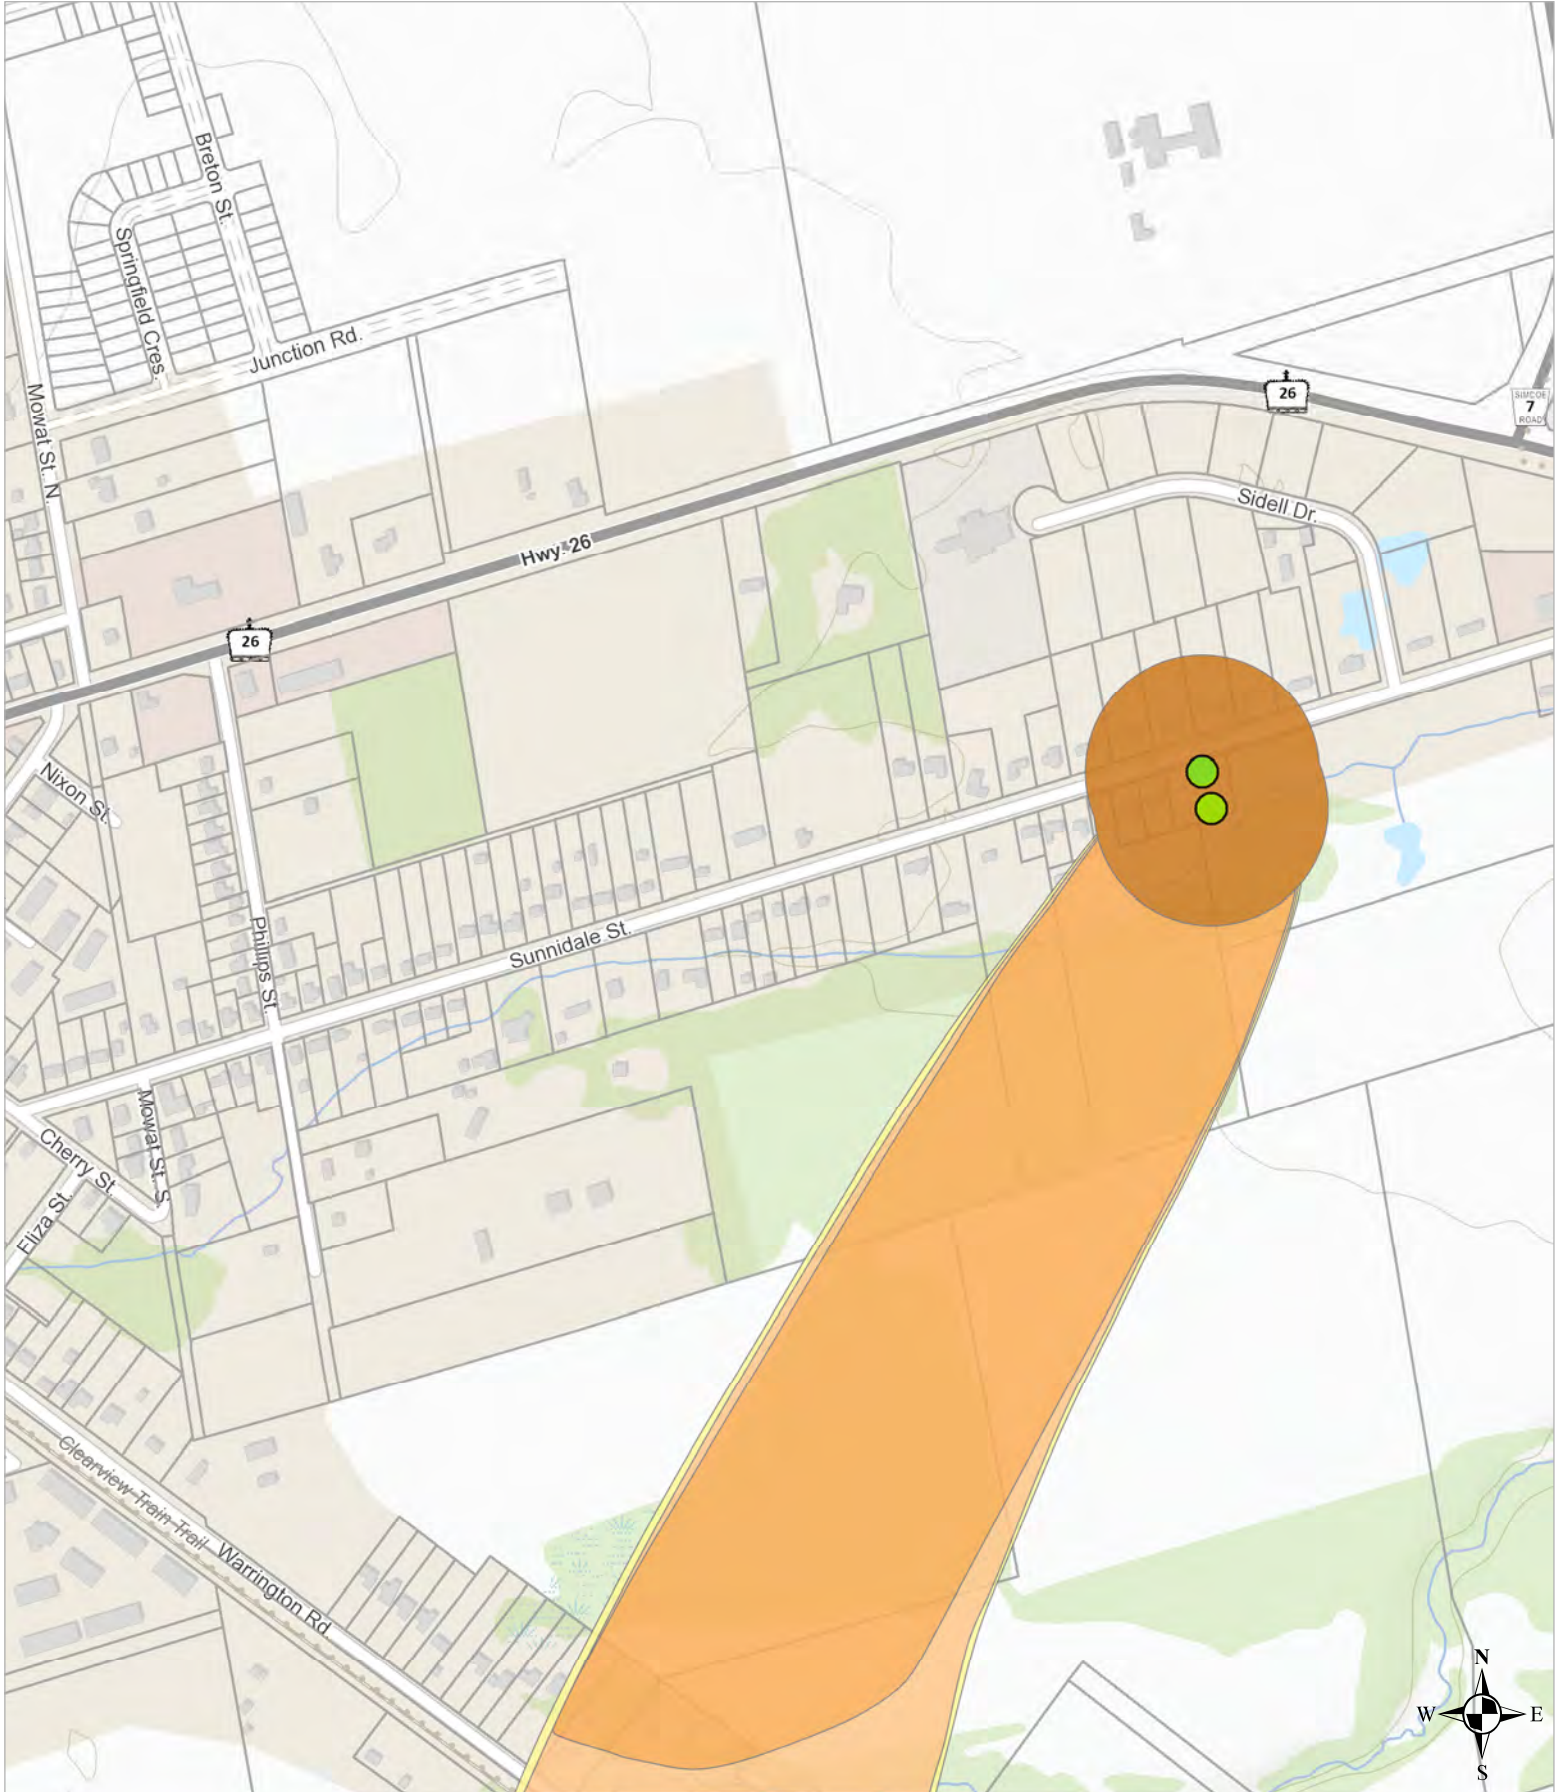 Breton St.
Springfield Cres.
Junction Rd.
Mowat St. N.
26
SIMCOE
7
ROAD
Sidell Dr.
Hwy. 26
26
Nixon St.
Phillips St.
Sunnidale St.
Mowat St. S.
Cherry St.
Eliza St.
Clearview Train Trail
Warrington Rd.
N
W
E
S